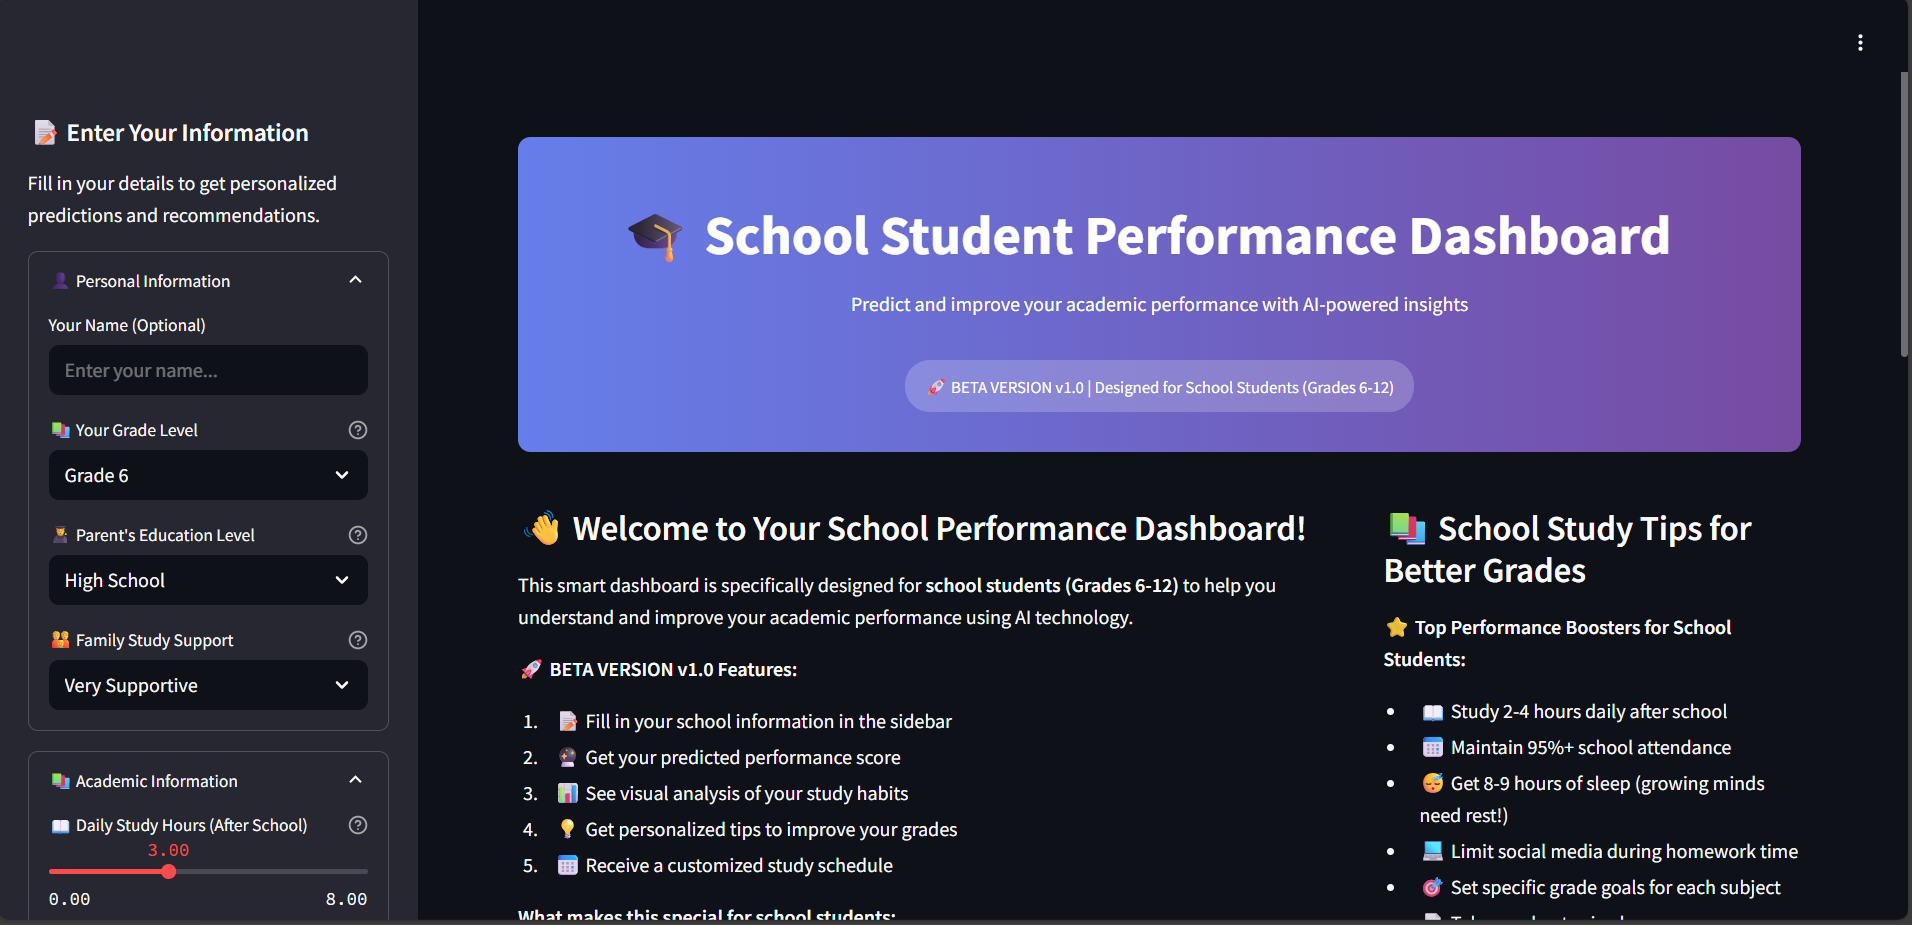 Enter Your Information
Fill in your details to get personalized
predictions and recommendations.
Personal Information
Your Name (Optional)
Enter your name...
Your Grade Level
Grade 6
Parent's Education Level
High School
Family Study Support
Very Supportive
Academic Information
Daily Study Hours (After School)
3.00
0.00 8.00
School Student Performance Dashboard
Predict and improve your academic performance with AI-powered insights
BETA VERSION v1.0 | Designed for School Students (Grades 6-12)
Welcome to Your School Performance Dashboard!
This smart dashboard is specifically designed for school students (Grades 6-12) to help you
understand and improve your academic performance using AI technology.
BETA VERSION v1.0 Features:
1. Fill in your school information in the sidebar
2. Get your predicted performance score
3. See visual analysis of your study habits
4. Get personalized tips to improve your grades
5. Receive a customized study schedule
What makes this special for school students:
School Study Tips for
Better Grades
Top Performance Boosters for School
Students:
Study 2-4 hours daily after school
Maintain 95%+ school attendance
Get 8-9 hours of sleep (growing minds
need rest!)
Limit social media during homework time
Set specific grade goals for each subject